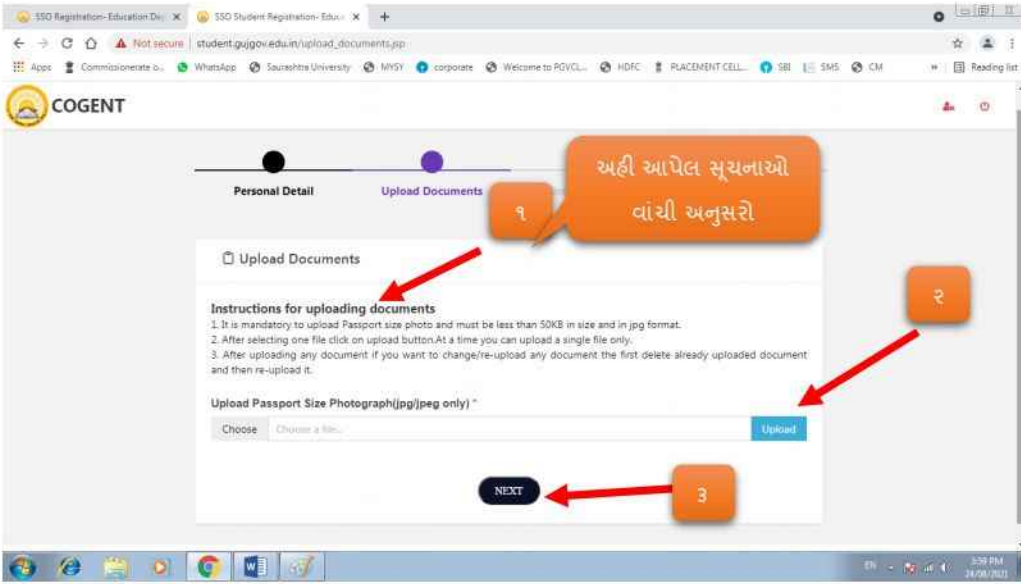 SSO Registration- Education De
SSO Student Registration- Educ
Not secure
student.gujgov.edu.in/upload_documents.jsp
Apps
Commissionerate o...
WhatsApp
Saurashtra University
MYSY
corporate
Welcome to PGVCL...
HDFC
PLACEMENT CELL...
SBI
SMS
CM
Reading list
COGENT
Personal Detail
Upload Documents
અહી આપેલ સૂચનાઓ
વાંચી અનુસરો
૧
Upload Documents
૨
Instructions for uploading documents
1. It is mandatory to upload Passport size photo and must be less than 50KB in size and in jpg format.
2. After selecting one file click on upload button.At a time you can upload a single file only.
3. After uploading any document if you want to change/re-upload any document the first delete already uploaded document
and then re-upload it.
Upload Passport Size Photograph(jpg/jpeg only) *
Choose
Choose a file...
Upload
NEXT
૩
EN
3:59 PM
24/08/2021